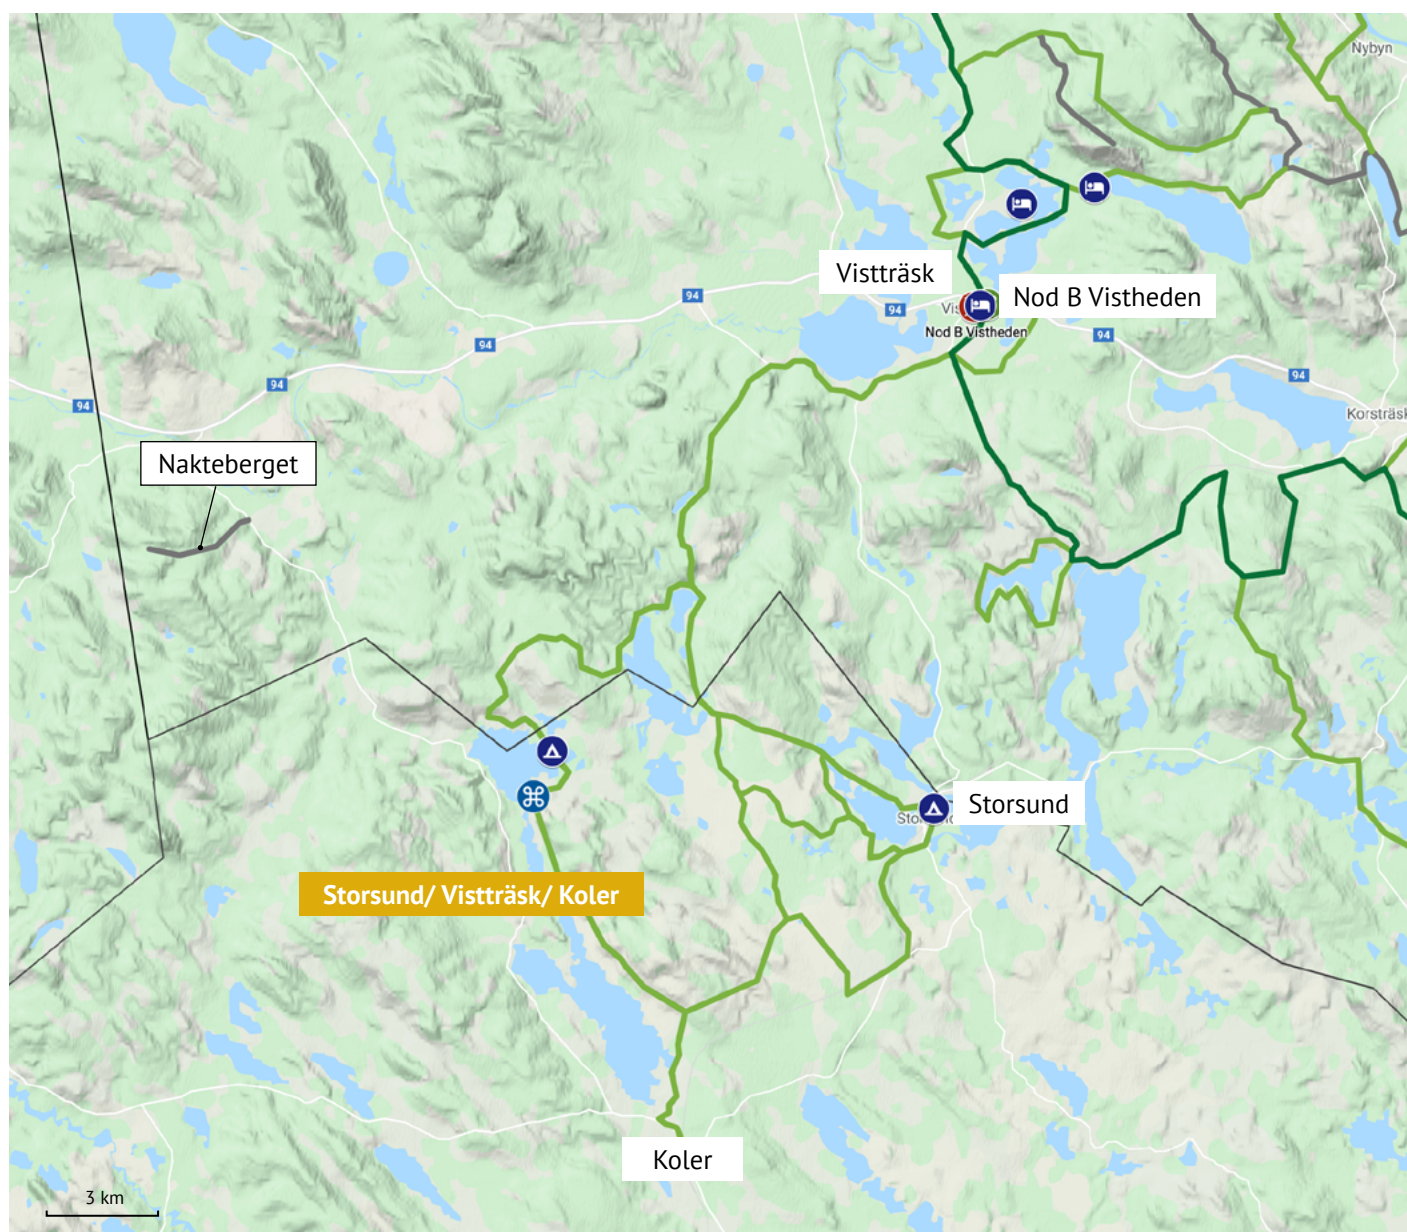 Nybyn
Vistträsk
94
Nod B Vistheden
94
Nod B Vistheden
94
94
94
94
94
Korsträsk
Nakteberget
Storsund
Storsund/ Vistträsk/ Koler
Koler
3 km